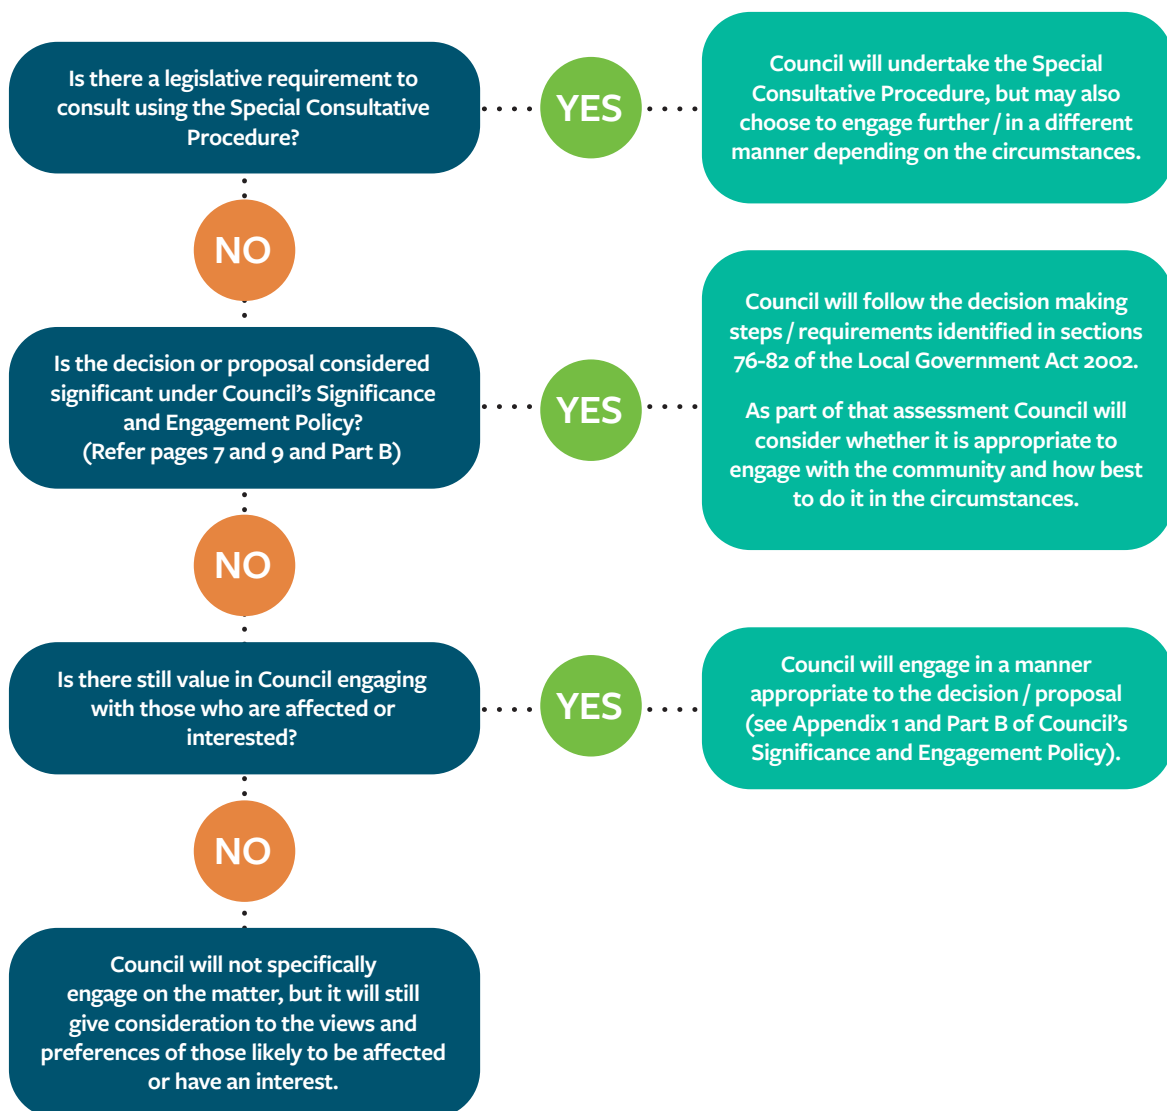 Is there a legislative requirement to
consult using the Special Consultative
Procedure?
YES
Council will undertake the Special
Consultative Procedure, but may also
choose to engage further / in a different
manner depending on the circumstances.
NO
Is the decision or proposal considered
significant under Council's Significance
and Engagement Policy?
(Refer pages 7 and 9 and Part B)
YES
Council will follow the decision making
steps / requirements identified in sections
76-82 of the Local Government Act 2002.
As part of that assessment Council will
consider whether it is appropriate to
engage with the community and how best
to do it in the circumstances.
NO
Is there still value in Council engaging
with those who are affected or
interested?
YES
Council will engage in a manner
appropriate to the decision / proposal
(see Appendix 1 and Part B of Council's
Significance and Engagement Policy).
NO
Council will not specifically
engage on the matter, but it will still
give consideration to the views and
preferences of those likely to be affected
or have an interest.